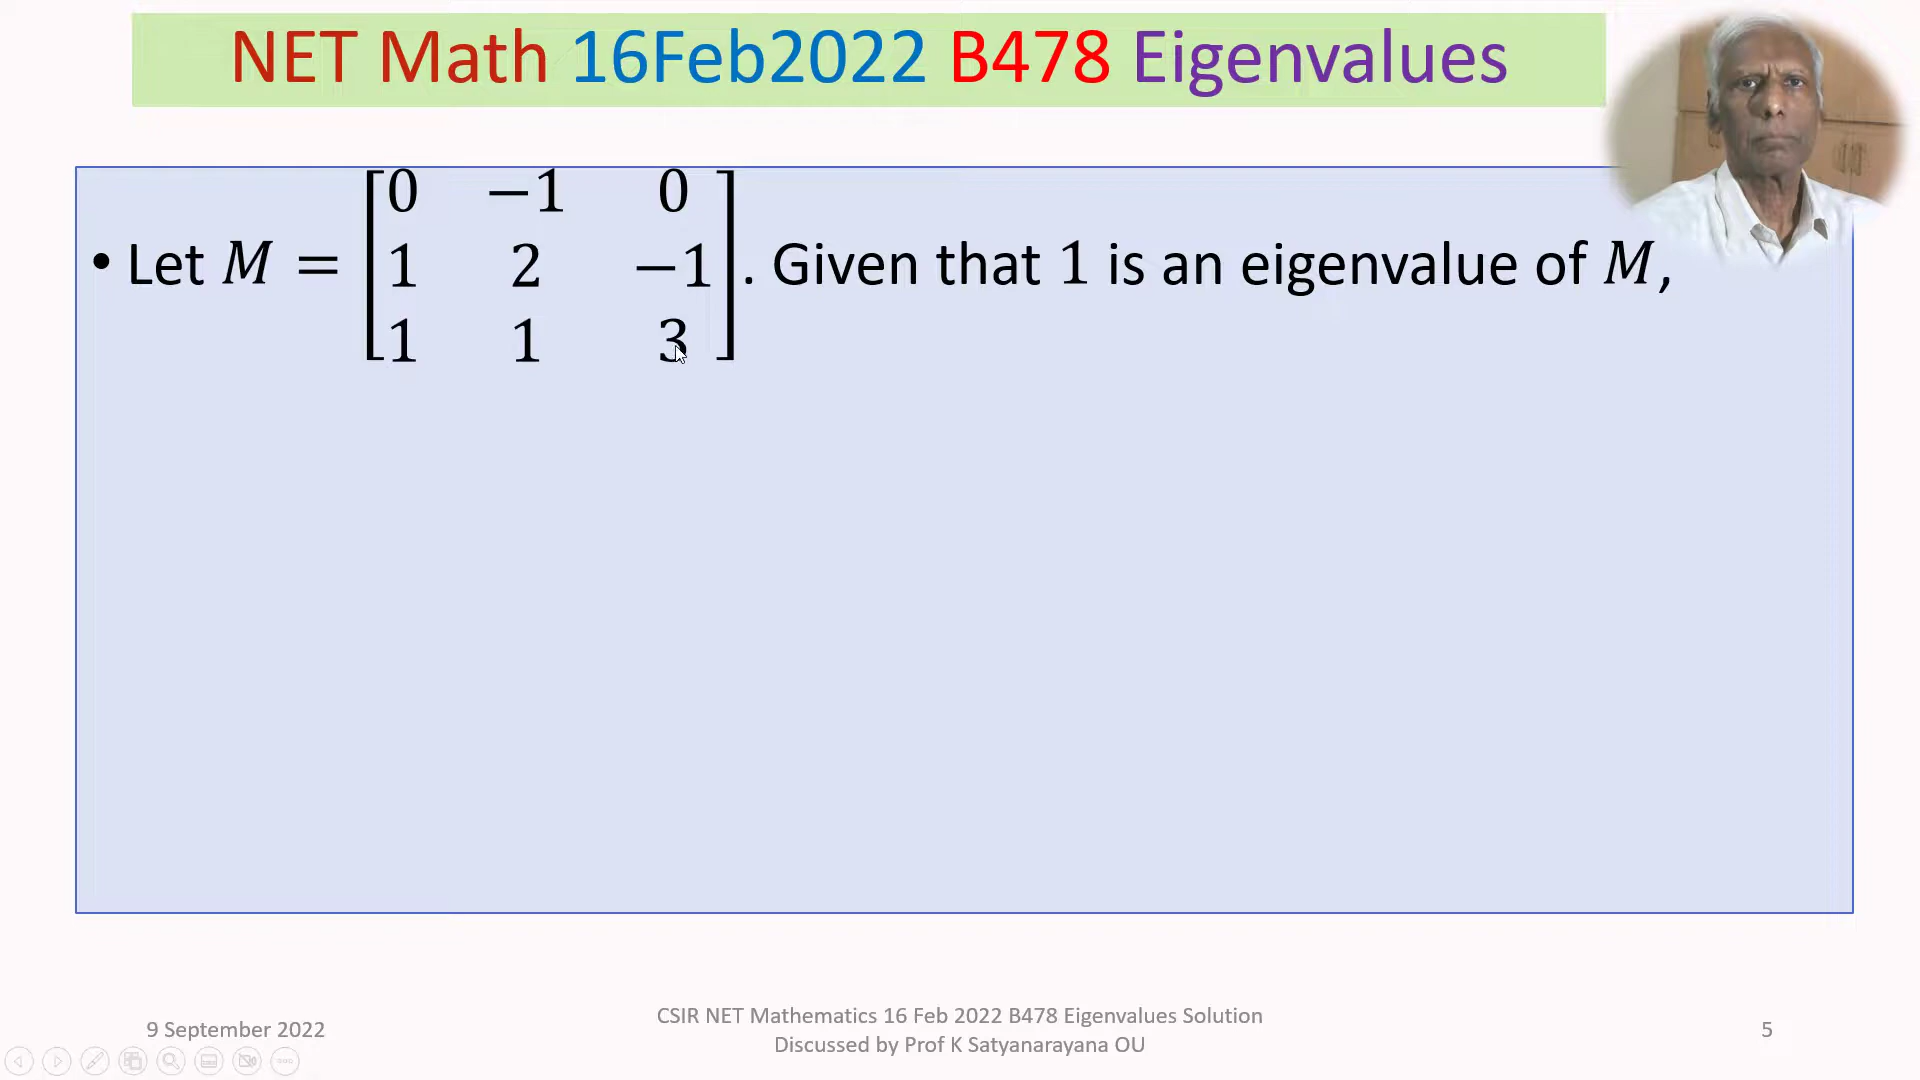 NET Math 16Feb2022 B478 Eigenvalues
0 −1 0
• Let M = 1 2 −1 . Given that 1 is an eigenvalue of M,
1 1 3
9 September 2022
CSIR NET Mathematics 16 Feb 2022 B478 Eigenvalues Solution
Discussed by Prof K Satyanarayana OU
5